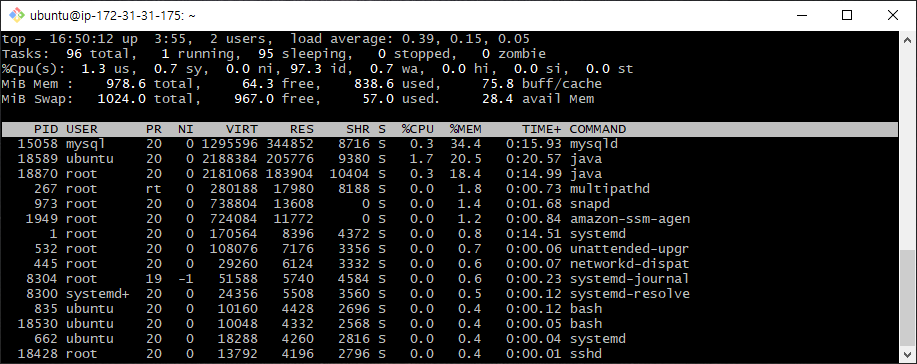 ubuntu@ip-172-31-31-175: ~
top - 16:50:12 up  3:55,  2 users,  load average: 0.39, 0.15, 0.05
Tasks:  96 total,   1 running,  95 sleeping,   0 stopped,   0 zombie
%Cpu(s):  1.3 us,  0.7 sy,  0.0 ni, 97.3 id,  0.7 wa,  0.0 hi,  0.0 si,  0.0 st
MiB Mem :    978.6 total,     64.3 free,    838.6 used,     75.8 buff/cache
MiB Swap:   1024.0 total,    967.0 free,     57.0 used.     28.4 avail Mem
PID USER      PR  NI    VIRT    RES    SHR S  %CPU  %MEM     TIME+ COMMAND
15058 mysql     20   0 1295596 344852   8716 S   0.3  34.4   0:15.93 mysqld
18589 ubuntu    20   0 2188384 205776   9380 S   1.7  20.5   0:20.57 java
18870 root      20   0 2181068 183904  10404 S   0.3  18.4   0:14.99 java
267 root      rt   0  280188  17980   8188 S   0.0   1.8   0:00.73 multipathd
973 root      20   0  738804  13608      0 S   0.0   1.4   0:01.68 snapd
1949 root      20   0  724084  11772      0 S   0.0   1.2   0:00.84 amazon-ssm-agen
1 root      20   0  170564   8396   4372 S   0.0   0.8   0:14.51 systemd
532 root      20   0  108076   7176   3356 S   0.0   0.7   0:00.06 unattended-upgr
445 root      20   0   29260   6124   3332 S   0.0   0.6   0:00.07 networkd-dispat
8304 root      19  -1   51588   5740   4584 S   0.0   0.6   0:00.23 systemd-journal
8300 systemd+  20   0   24356   5508   3560 S   0.0   0.5   0:00.12 systemd-resolve
835 ubuntu    20   0   10160   4428   2696 S   0.0   0.4   0:00.12 bash
18530 ubuntu    20   0   10048   4332   2568 S   0.0   0.4   0:00.05 bash
662 ubuntu    20   0   18288   4260   2816 S   0.0   0.4   0:00.04 systemd
18428 root      20   0   13792   4196   2796 S   0.0   0.4   0:00.01 sshd